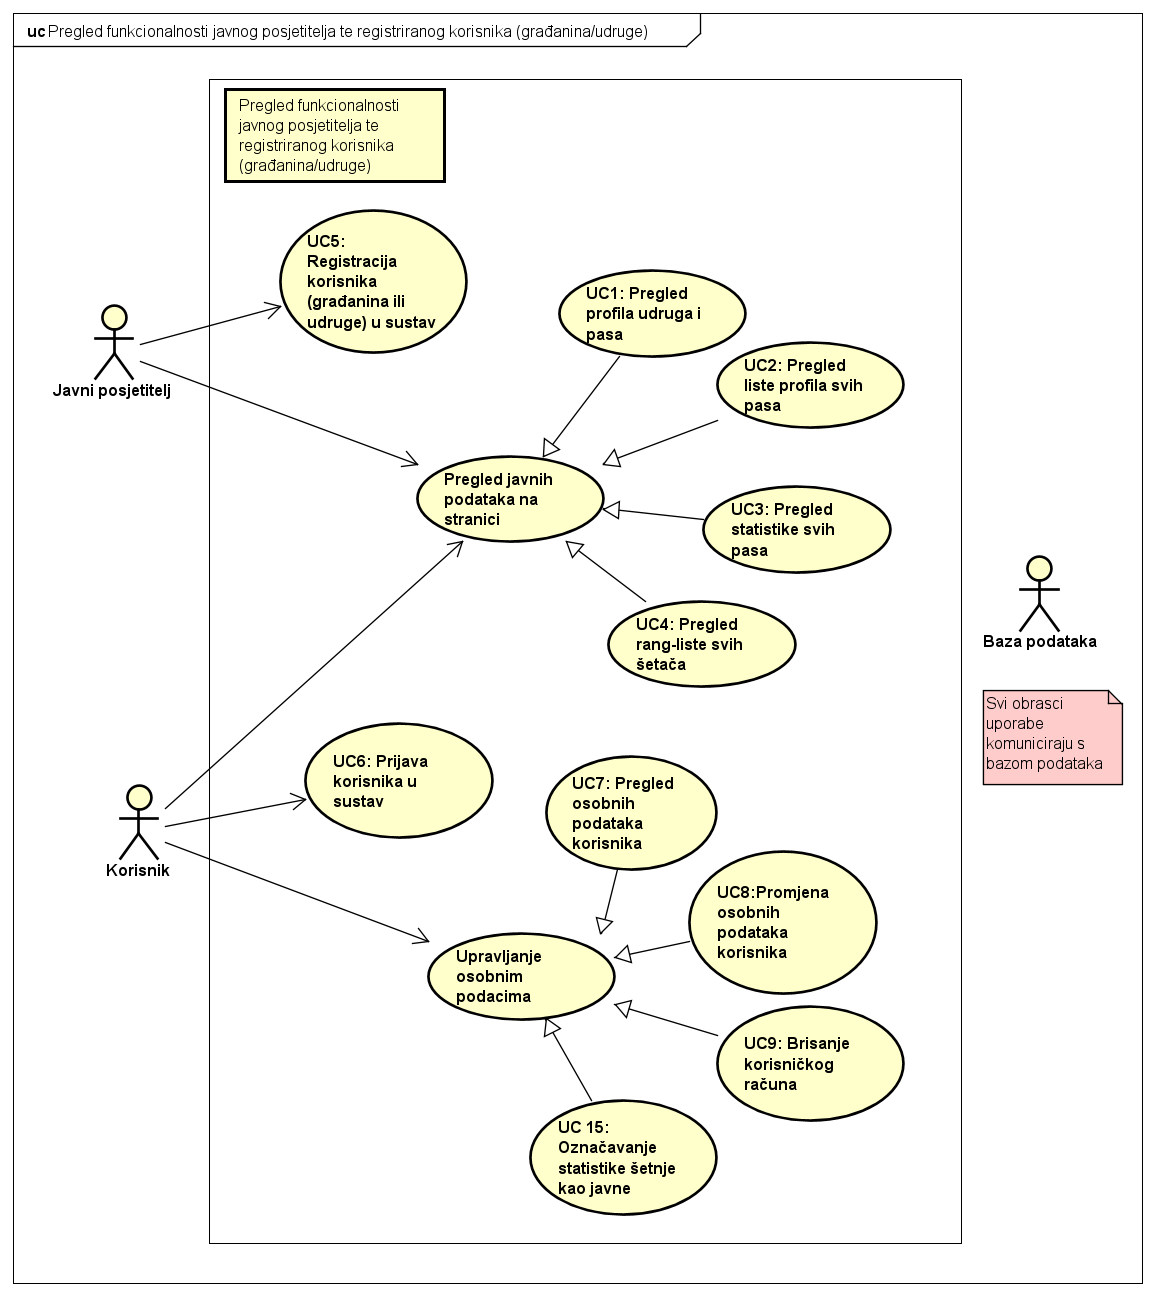 uc Pregled funkcionalnosti javnog posjetitelja te registriranog korisnika (građanina/udruge)
Pregled funkcionalnosti
javnog posjetitelja te
registriranog korisnika
(građanina/udruge)
UC5:
Registracija
korisnika
(građanina ili
udruge) u sustav
UC1: Pregled
profila udruga i
pasa
Javni posjetitelj
UC2: Pregled
liste profila svih
pasa
Pregled javnih
podataka na
stranici
UC3: Pregled
statistike svih
pasa
UC4: Pregled
rang-liste svih
šetača
Baza podataka
Svi obrasci
uporabe
komuniciraju s
bazom podataka
UC6: Prijava
korisnika u
sustav
UC7: Pregled
osobnih
podataka
korisnika
Korisnik
UC8:Promjena
osobnih
podataka
korisnika
Upravljanje
osobnim
podacima
UC9: Brisanje
korisničkog
računa
UC 15:
Označavanje
statistike šetnje
kao javne